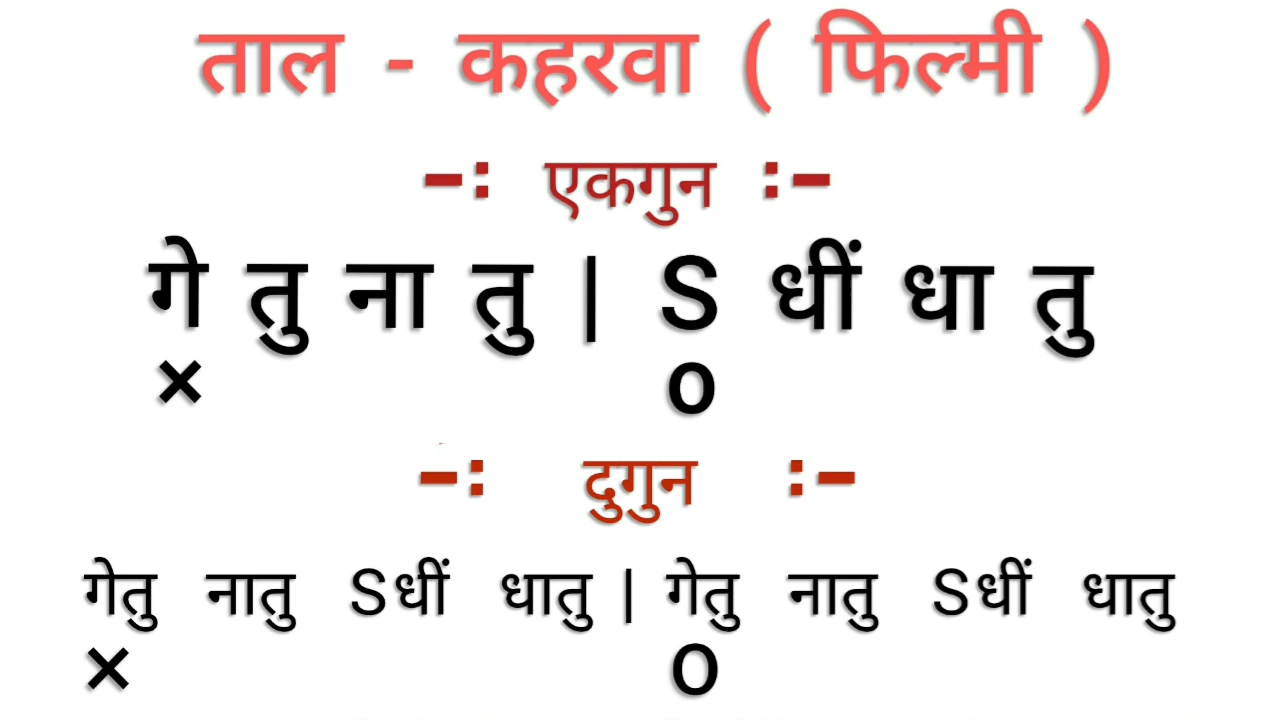 ताल - कहरवा ( फिल्मी )
-: एकगुन :-
गे तु ना तु | S धीं धा तु
× o
-: दुगुन :-
गेतु नातु Sधीं धातु | गेतु नातु Sधीं धातु
× o